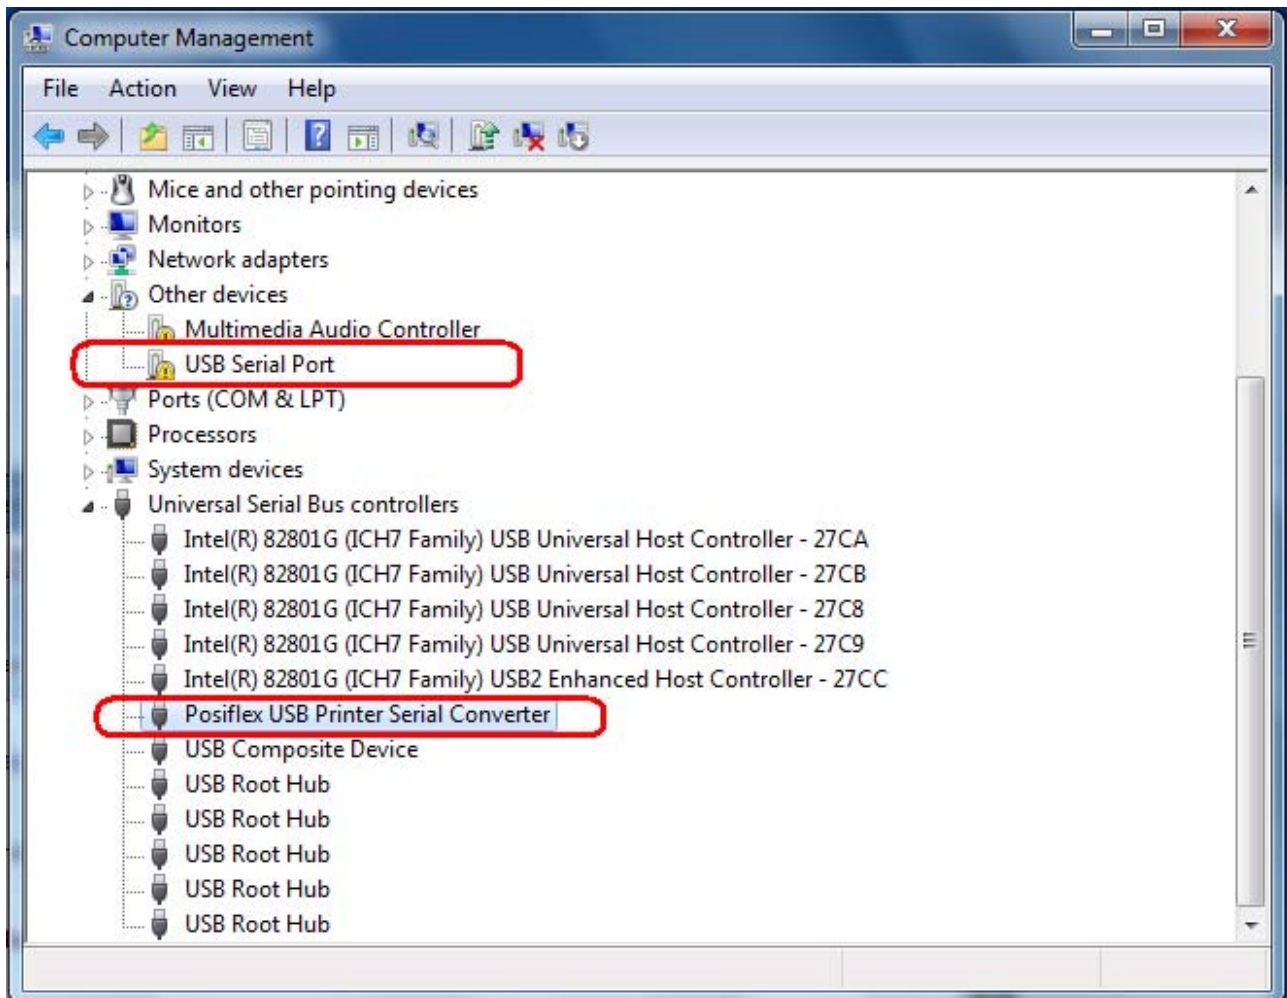 Computer Management
File Action View Help
Mice and other pointing devices
Monitors
Network adapters
Other devices
Multimedia Audio Controller
USB Serial Port
Ports (COM & LPT)
Processors
System devices
Universal Serial Bus controllers
Intel(R) 82801G (ICH7 Family) USB Universal Host Controller - 27CA
Intel(R) 82801G (ICH7 Family) USB Universal Host Controller - 27CB
Intel(R) 82801G (ICH7 Family) USB Universal Host Controller - 27C8
Intel(R) 82801G (ICH7 Family) USB Universal Host Controller - 27C9
Intel(R) 82801G (ICH7 Family) USB2 Enhanced Host Controller - 27CC
Posiflex USB Printer Serial Converter
USB Composite Device
USB Root Hub
USB Root Hub
USB Root Hub
USB Root Hub
USB Root Hub